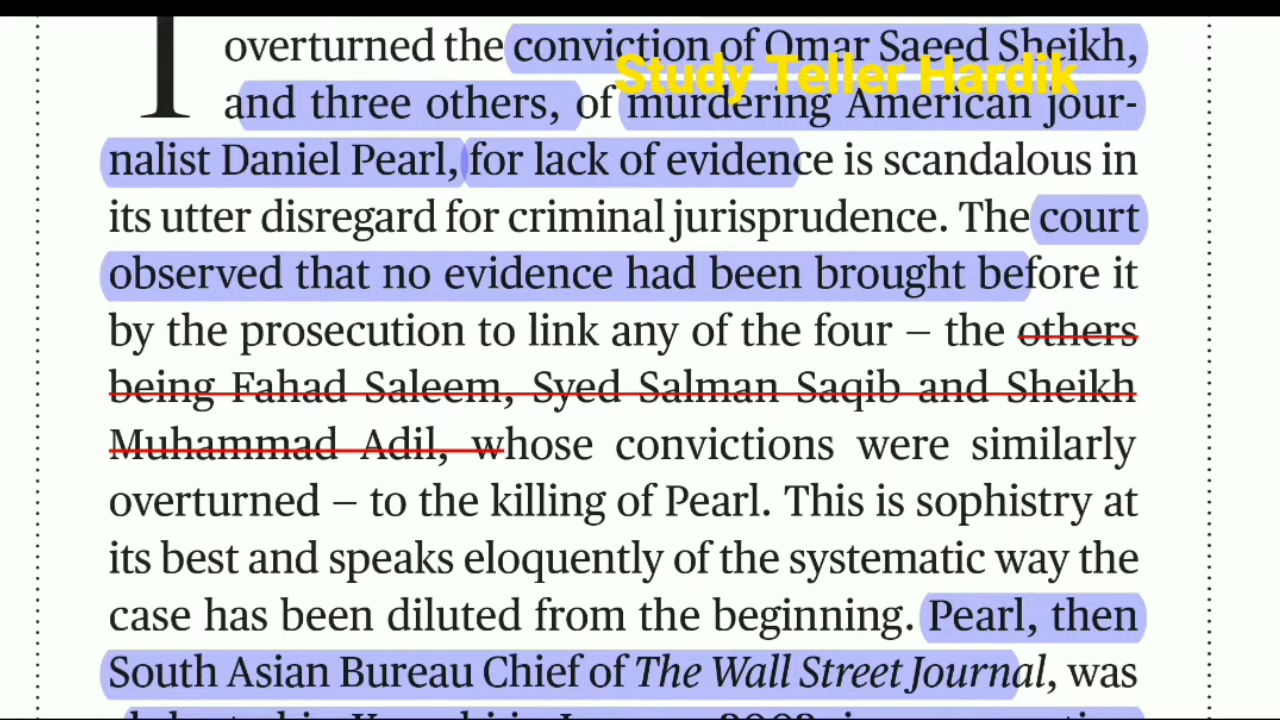 I overturned the conviction of Omar Saeed Sheikh,
Study Teller Hardik
and three others, of murdering American jour-
nalist Daniel Pearl, for lack of evidence is scandalous in
its utter disregard for criminal jurisprudence. The court
observed that no evidence had been brought before it
by the prosecution to link any of the four – the others
being Fahad Saleem, Syed Salman Saqib and Sheikh
Muhammad Adil, whose convictions were similarly
overturned – to the killing of Pearl. This is sophistry at
its best and speaks eloquently of the systematic way the
case has been diluted from the beginning. Pearl, then
South Asian Bureau Chief of The Wall Street Journal, was